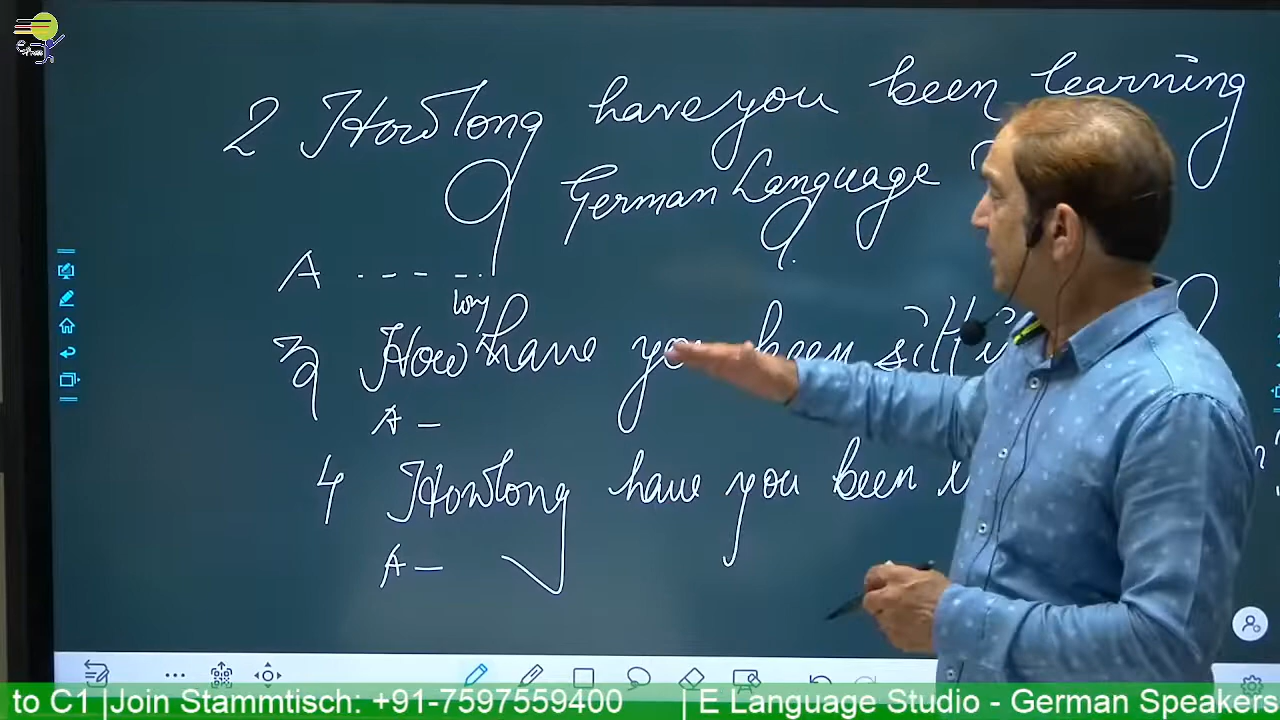 2 How long have you been learning
German Language
A - - - -
long
3 How have you been sitti
A -
4 How long have you been
A -
to C1 |Join Stammtisch: +91-7597559400 | E Language Studio - German Speakers